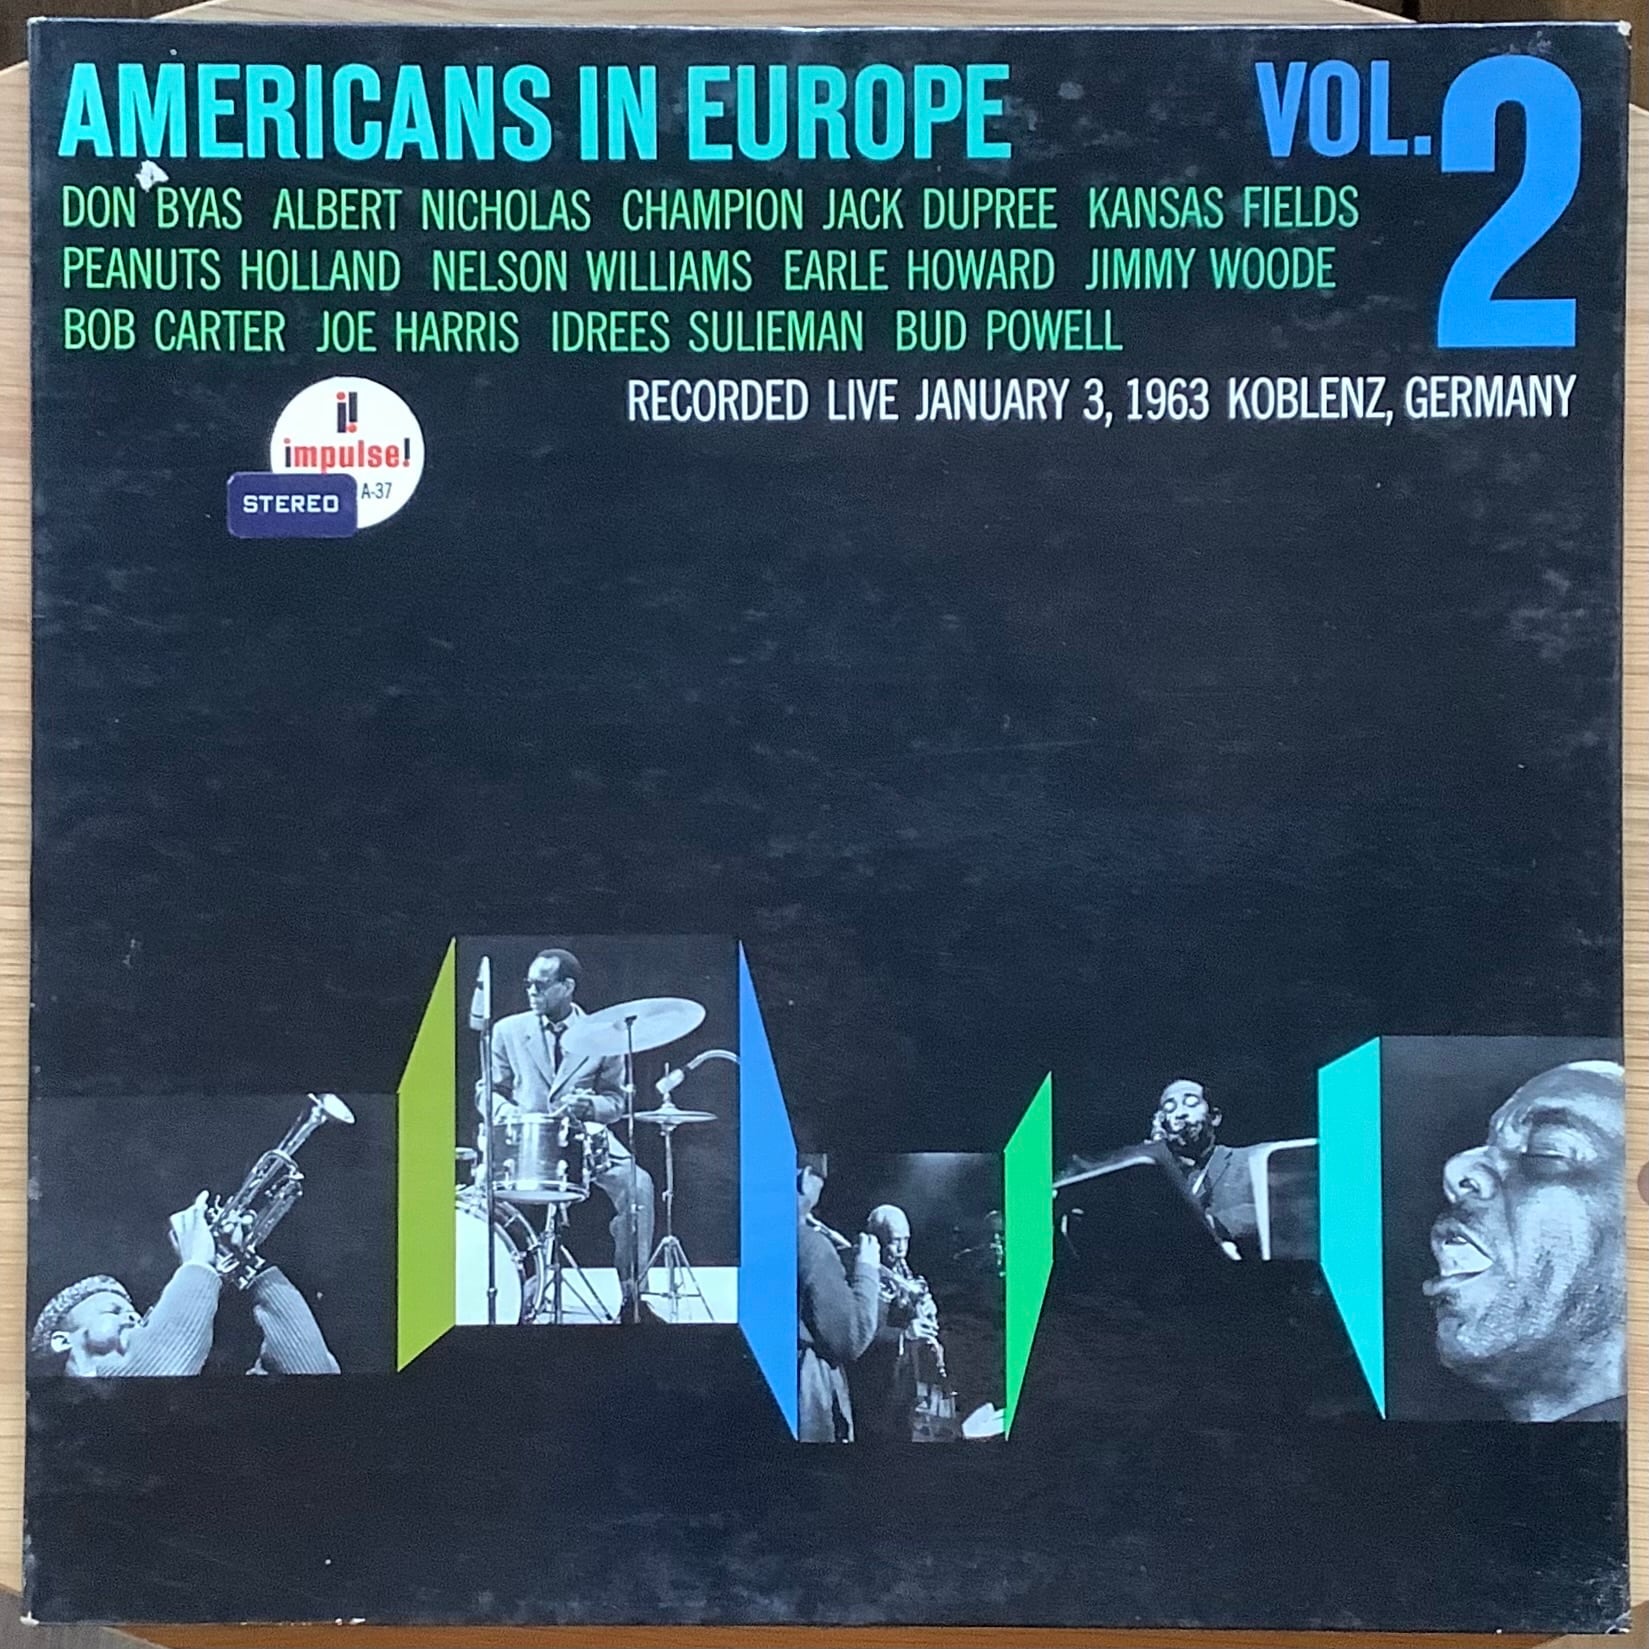 AMERICANS IN EUROPE VOL. 2
DON BYAS ALBERT NICHOLAS CHAMPION JACK DUPREE KANSAS FIELDS
PEANUTS HOLLAND NELSON WILLIAMS EARLE HOWARD JIMMY WOODE
BOB CARTER JOE HARRIS IDREES SULIEMAN BUD POWELL
RECORDED LIVE JANUARY 3, 1963 KOBLENZ, GERMANY
i!
impulse!
A-37
STEREO